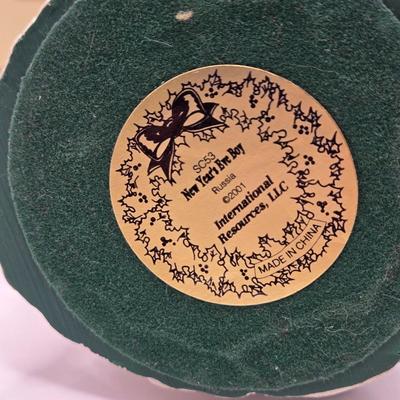 SC53
New Year's Eve Boy
Russia
©2001
International
Resources, LLC
MADE IN CHINA